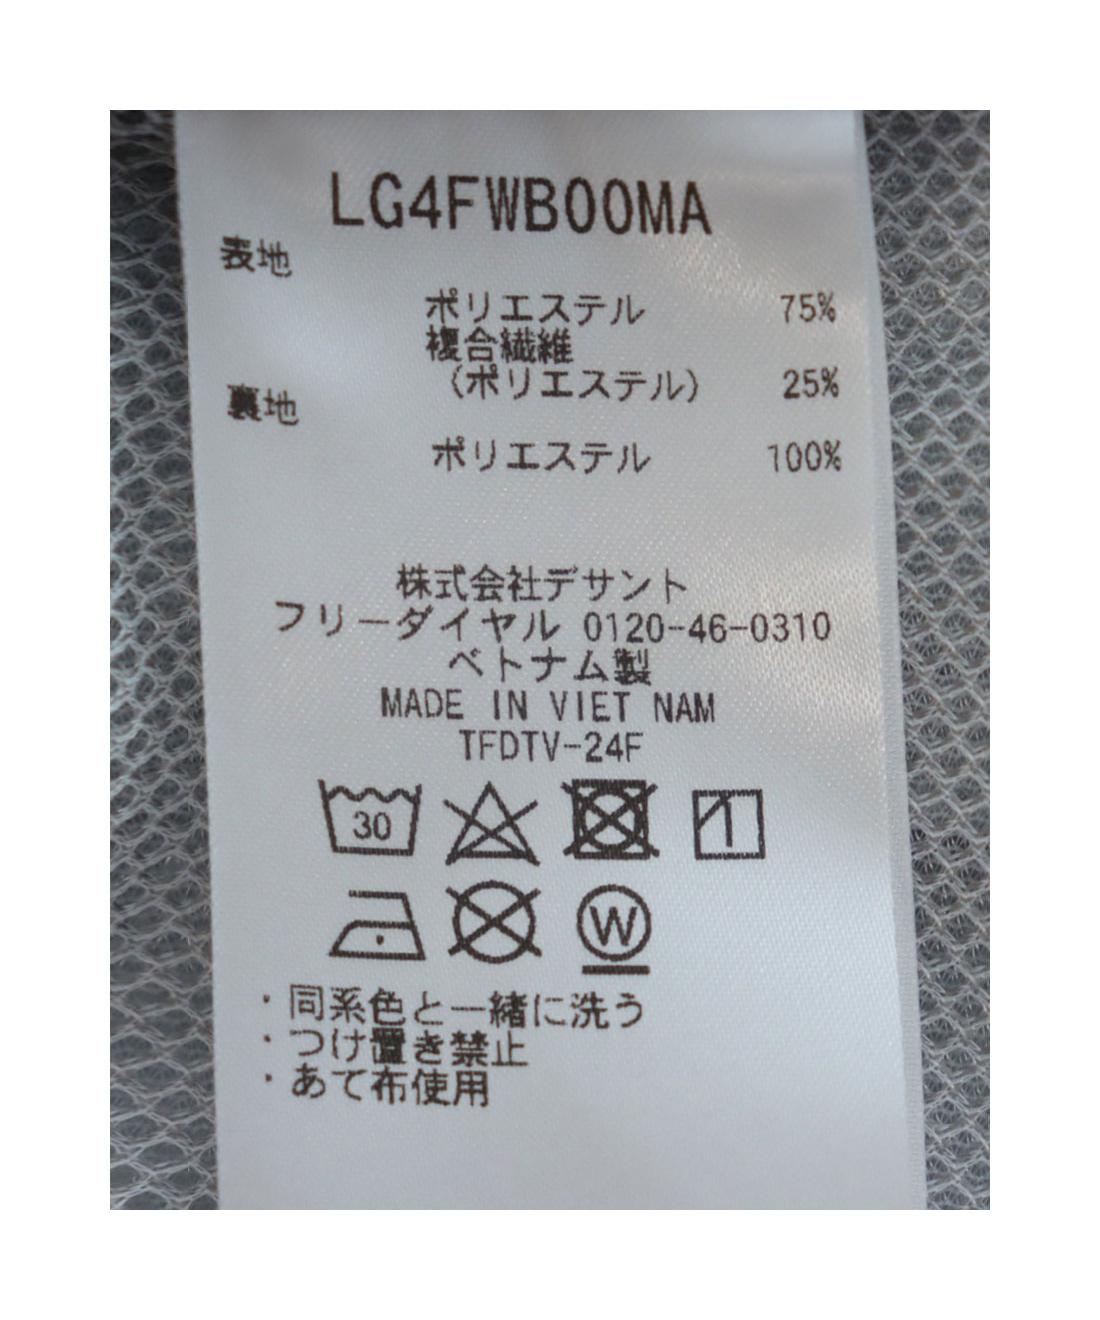 LG4FWB00MA
表地
ポリエステル 75%
複合繊維
(ポリエステル) 25%
裏地
ポリエステル 100%
株式会社デサント
フリーダイヤル 0120-46-0310
ベトナム製
MADE IN VIET NAM
TFDTV-24F
30
W
・同系色と一緒に洗う
・つけ置き禁止
・あて布使用